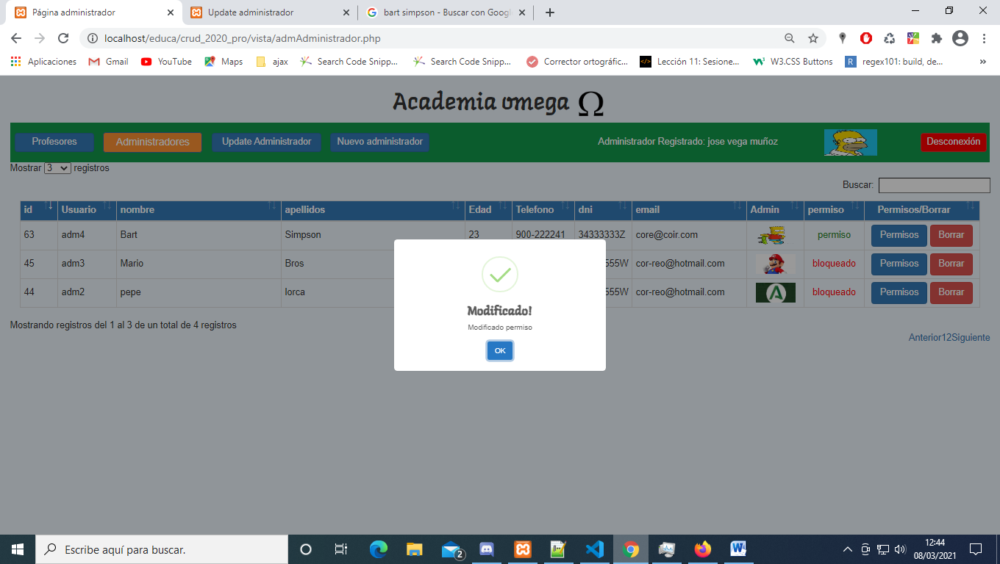 Página administrador
Update administrador
bart simpson - Buscar con Googl
localhost/educa/crud_2020_pro/vista/admAdministrador.php
Aplicaciones Gmail YouTube Maps ajax Search Code Snipp... Search Code Snipp... Corrector ortográfic... Lección 11: Sesione... W3.CSS Buttons regex101: build, de... »
Academia omega Ω
Profesores Administradores Update Administrador Nuevo administrador Administrador Registrado: jose vega muñoz Desconexión
Mostrar 3 registros
Buscar:
id Usuario nombre apellidos Edad Telefono dni email Admin permiso Permisos/Borrar
63 adm4 Bart Simpson 23 900-222241 34333333Z core@coir.com permiso Permisos Borrar
45 adm3 Mario Bros 555W cor-reo@hotmail.com bloqueado Permisos Borrar
44 adm2 pepe lorca 555W cor-reo@hotmail.com bloqueado Permisos Borrar
Modificado!
Modificado permiso
OK
Mostrando registros del 1 al 3 de un total de 4 registros
Anterior12Siguiente
Escribe aquí para buscar.
2
12:44
08/03/2021